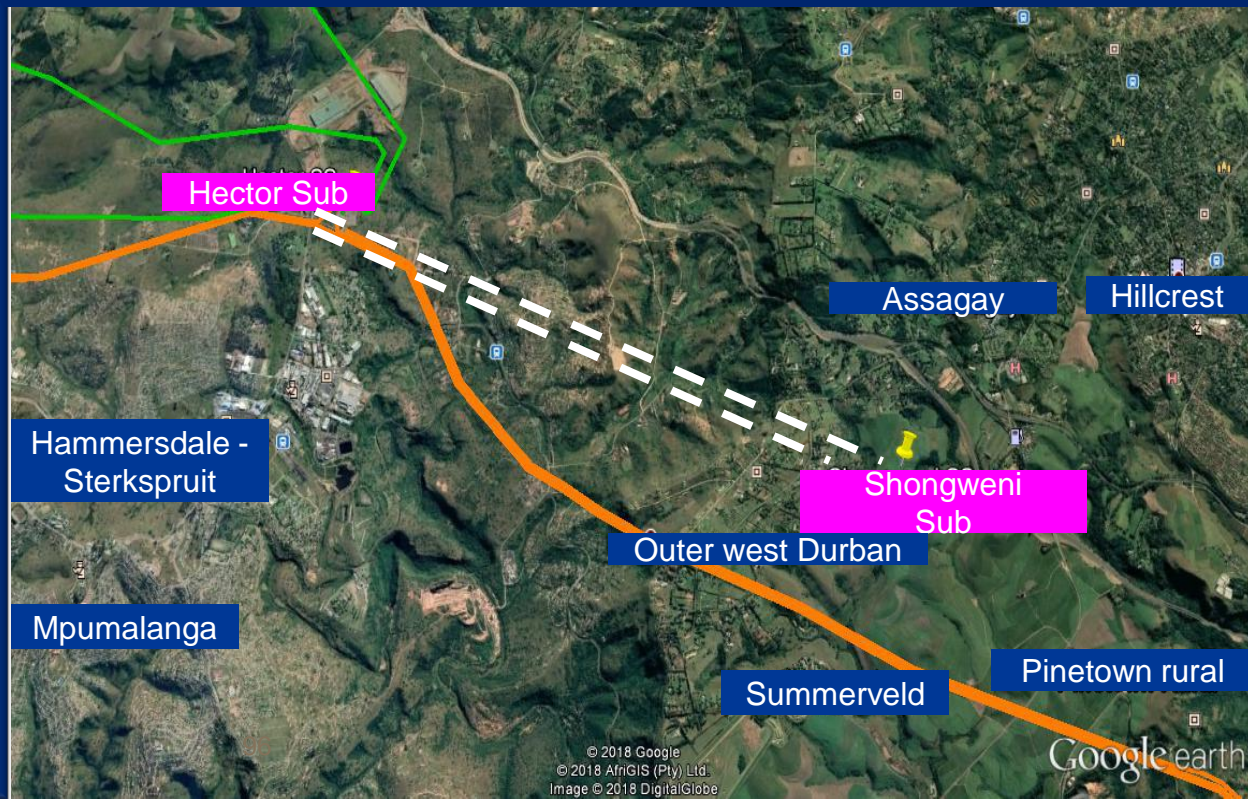 Hector Sub
Assagay
Hillcrest
Hammersdale -
Sterkspruit
Shongweni
Sub
Outer west Durban
Mpumalanga
Pinetown rural
Summerveld
© 2018 Google
© 2018 AfriGIS (Pty) Ltd.
Image © 2018 DigitalGlobe
Google earth
H
H